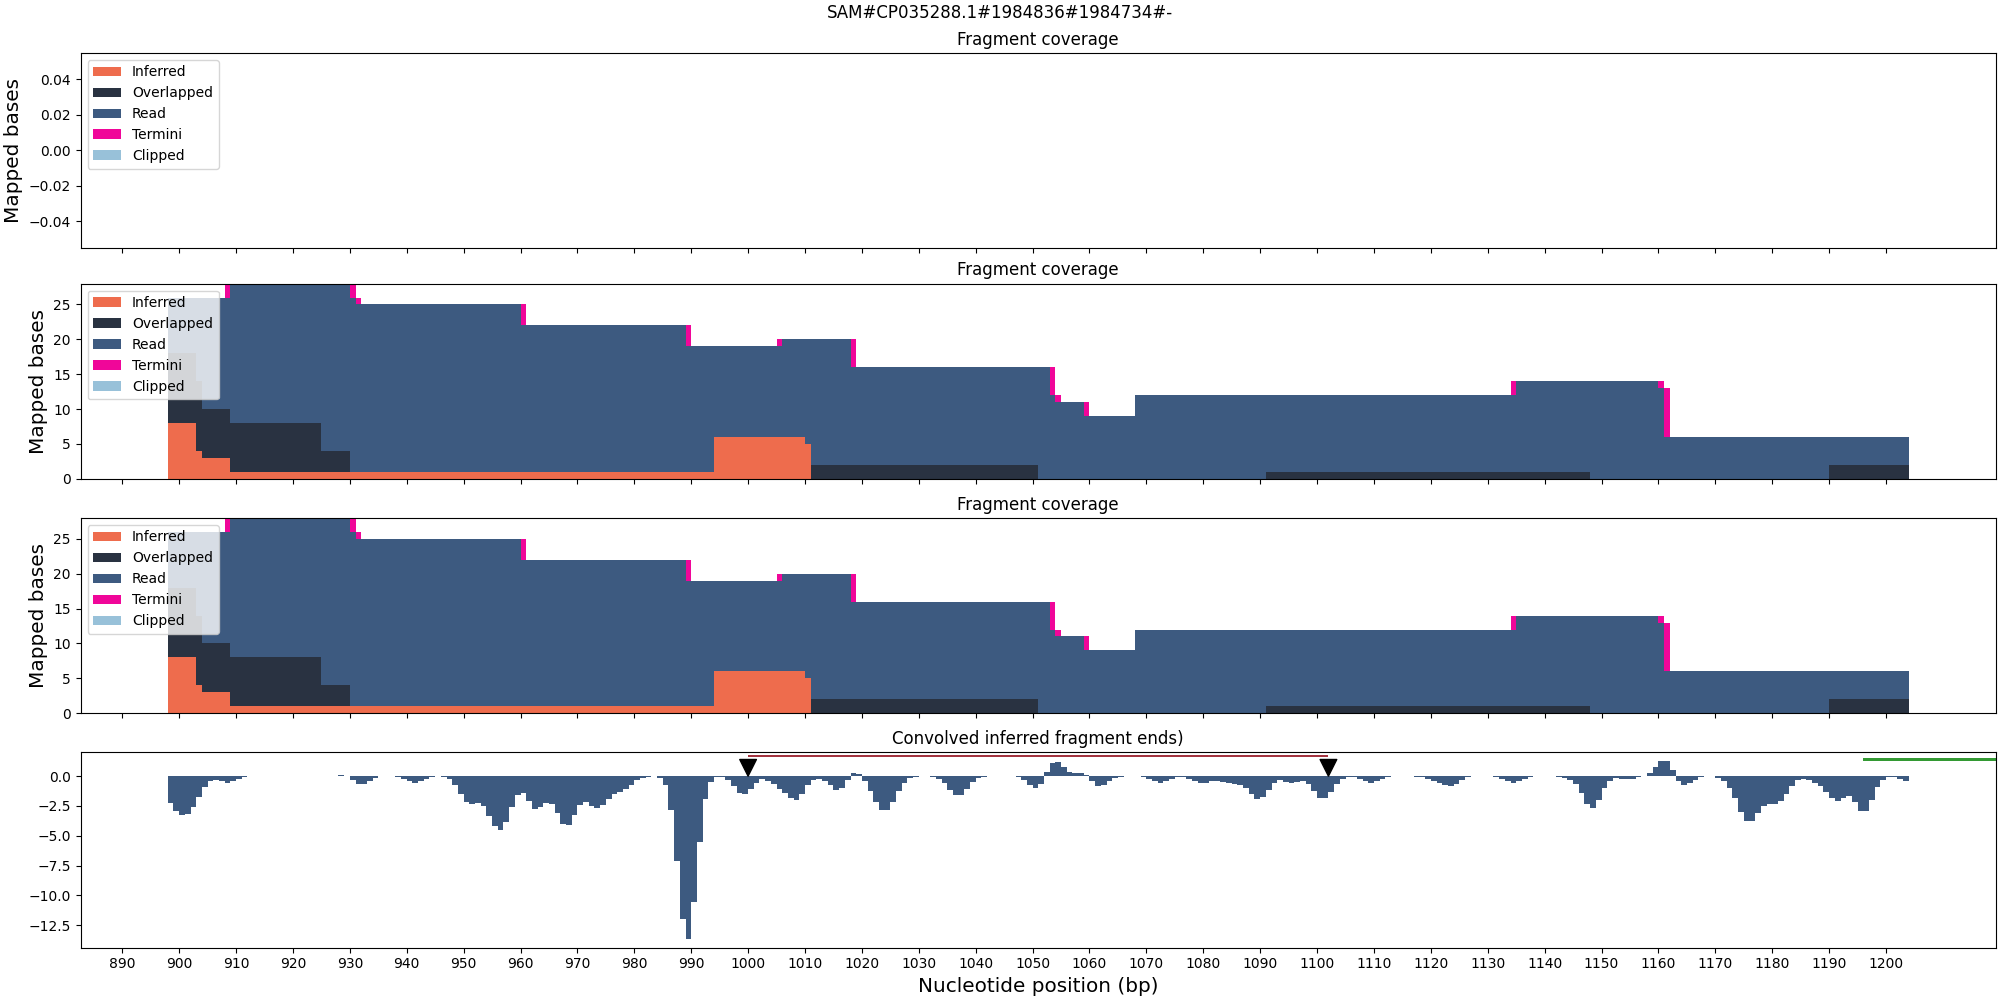 SAM#CP035288.1#1984836#1984734#-
Fragment coverage
Mapped bases
0.04
0.02
0.00
−0.02
−0.04
Inferred
Overlapped
Read
Termini
Clipped
Fragment coverage
Mapped bases
25
20
15
10
5
0
Inferred
Overlapped
Read
Termini
Clipped
Fragment coverage
Mapped bases
25
20
15
10
5
0
Inferred
Overlapped
Read
Termini
Clipped
Convolved inferred fragment ends)
0.0
−2.5
−5.0
−7.5
−10.0
−12.5
890 900 910 920 930 940 950 960 970 980 990 1000 1010 1020 1030 1040 1050 1060 1070 1080 1090 1100 1110 1120 1130 1140 1150 1160 1170 1180 1190 1200
Nucleotide position (bp)